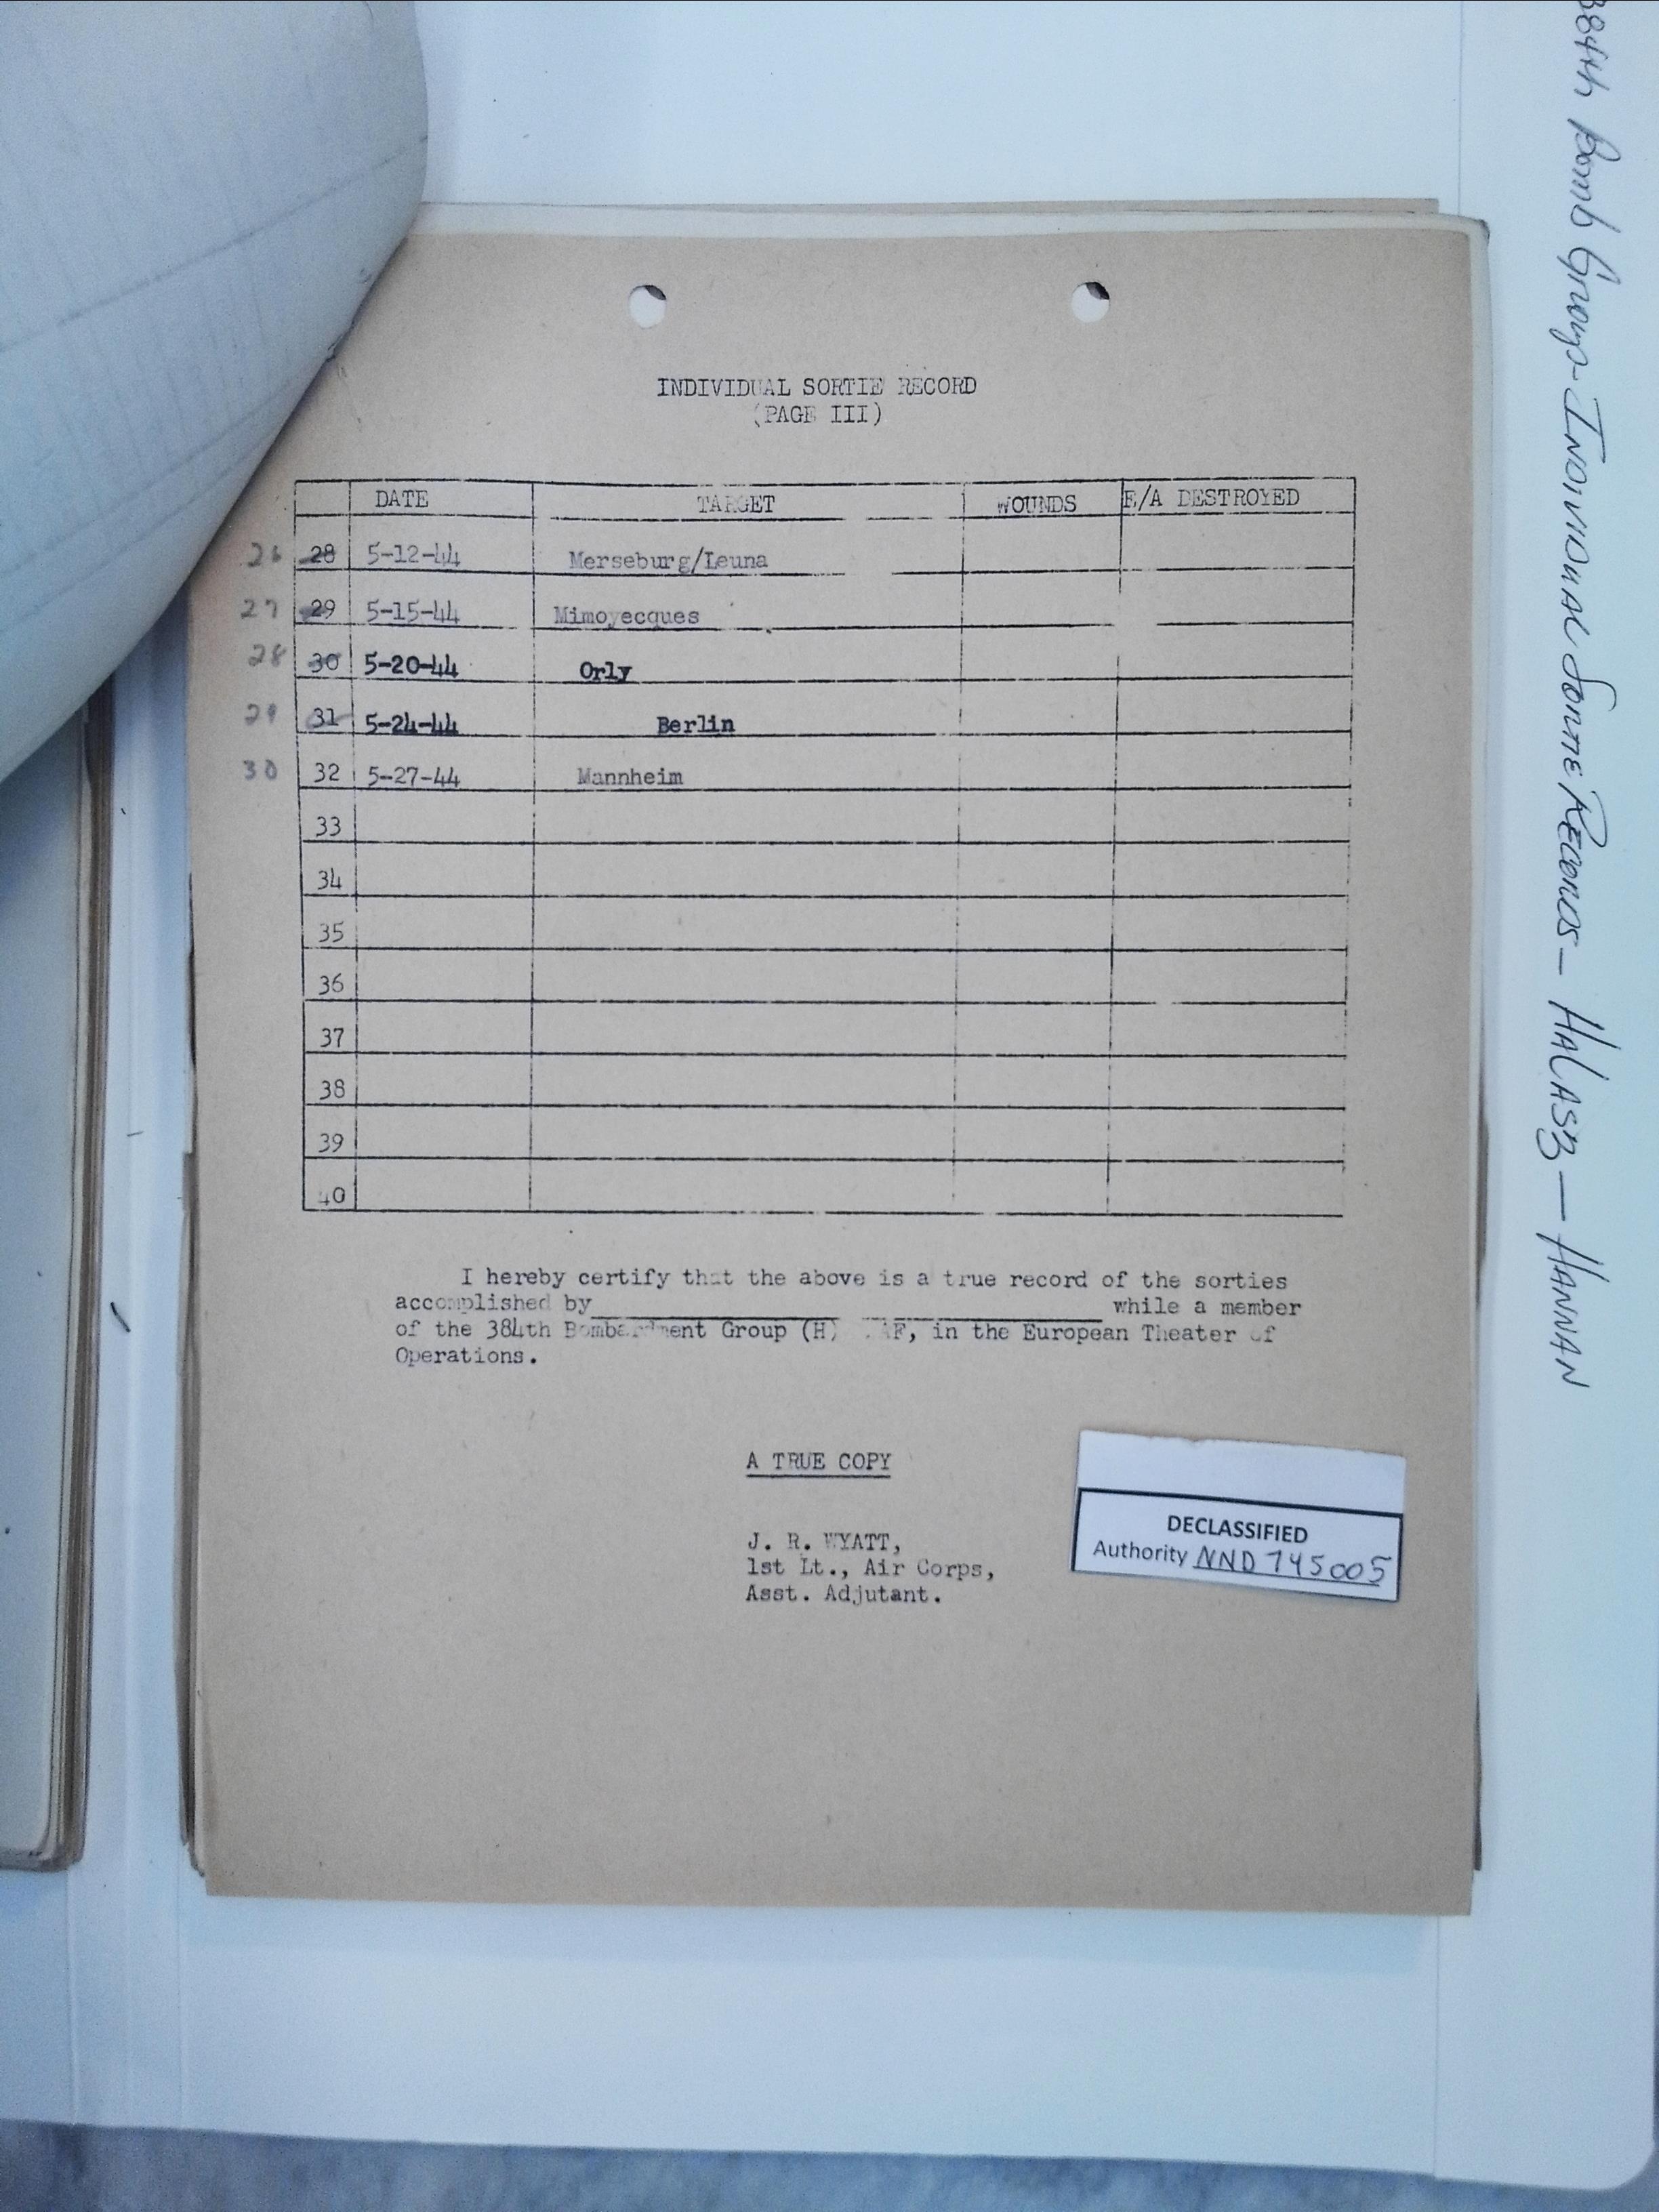 INDIVIDUAL SORTIE RECORD
(PAGE III)
DATE TARGET WOUNDS E/A DESTROYED
26 28 5-12-44 Merseburg/Leuna
27 29 5-15-44 Mimoyecques
28 30 5-20-44 Orly
29 31 5-24-44 Berlin
30 32 5-27-44 Mannheim
33
34
35
36
37
38
39
40
I hereby certify that the above is a true record of the sorties
accomplished by while a member
of the 384th Bombardment Group (H) AF, in the European Theater of
Operations.
A TRUE COPY
J. R. WYATT,
1st Lt., Air Corps,
Asst. Adjutant.
DECLASSIFIED
Authority NND 745005
384th Bomb Group - INDIVIDUAL SORTIE RECORDS - HALASZ - HANNAN